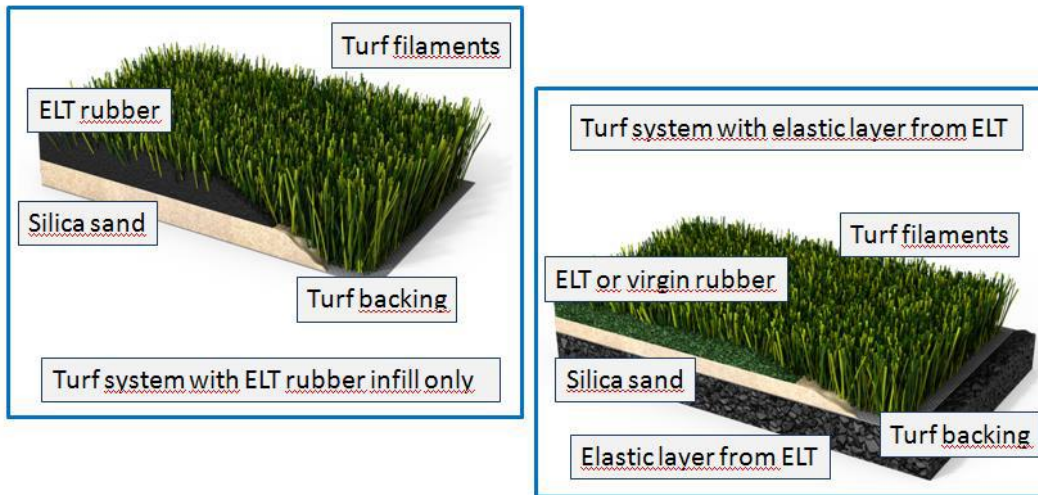 Turf filaments
ELT rubber
Silica sand
Turf backing
Turf system with ELT rubber infill only
Turf system with elastic layer from ELT
Turf filaments
ELT or virgin rubber
Silica sand
Turf backing
Elastic layer from ELT